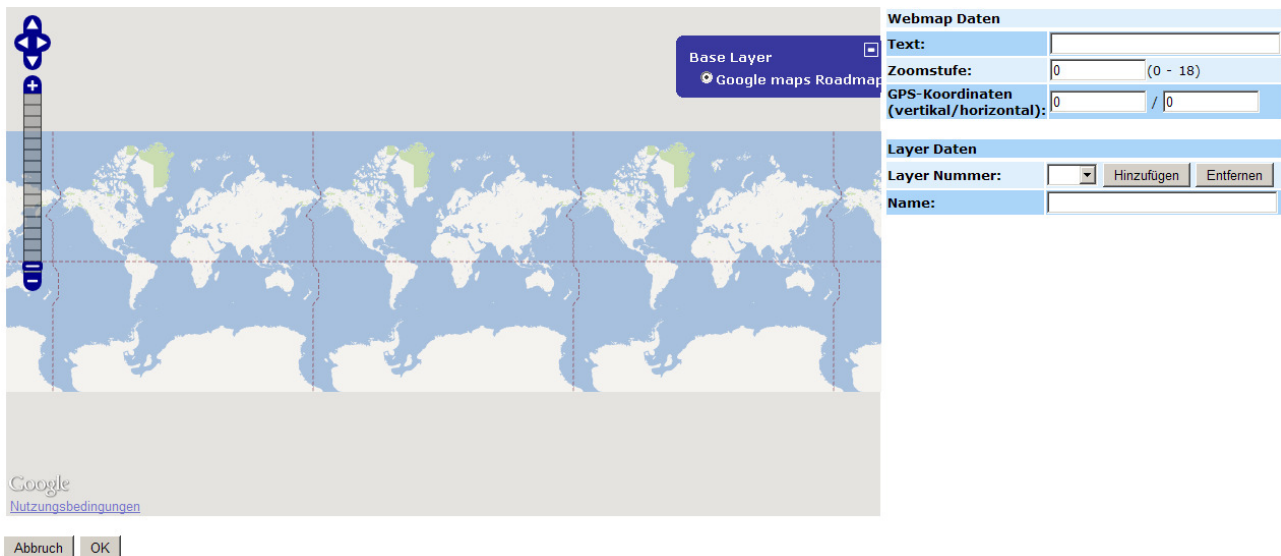 Base Layer
Google maps Roadmap
Google
Nutzungsbedingungen
Abbruch
OK
Webmap Daten
Text:
Zoomstufe: 0 (0 - 18)
GPS-Koordinaten
(vertikal/horizontal): 0 / 0
Layer Daten
Layer Nummer: Hinzufügen Entfernen
Name: